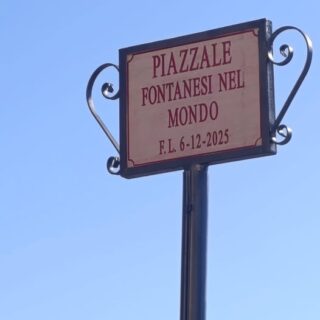 PIAZZALE
FONTANESI NEL
MONDO
F.L. 6-12-2025